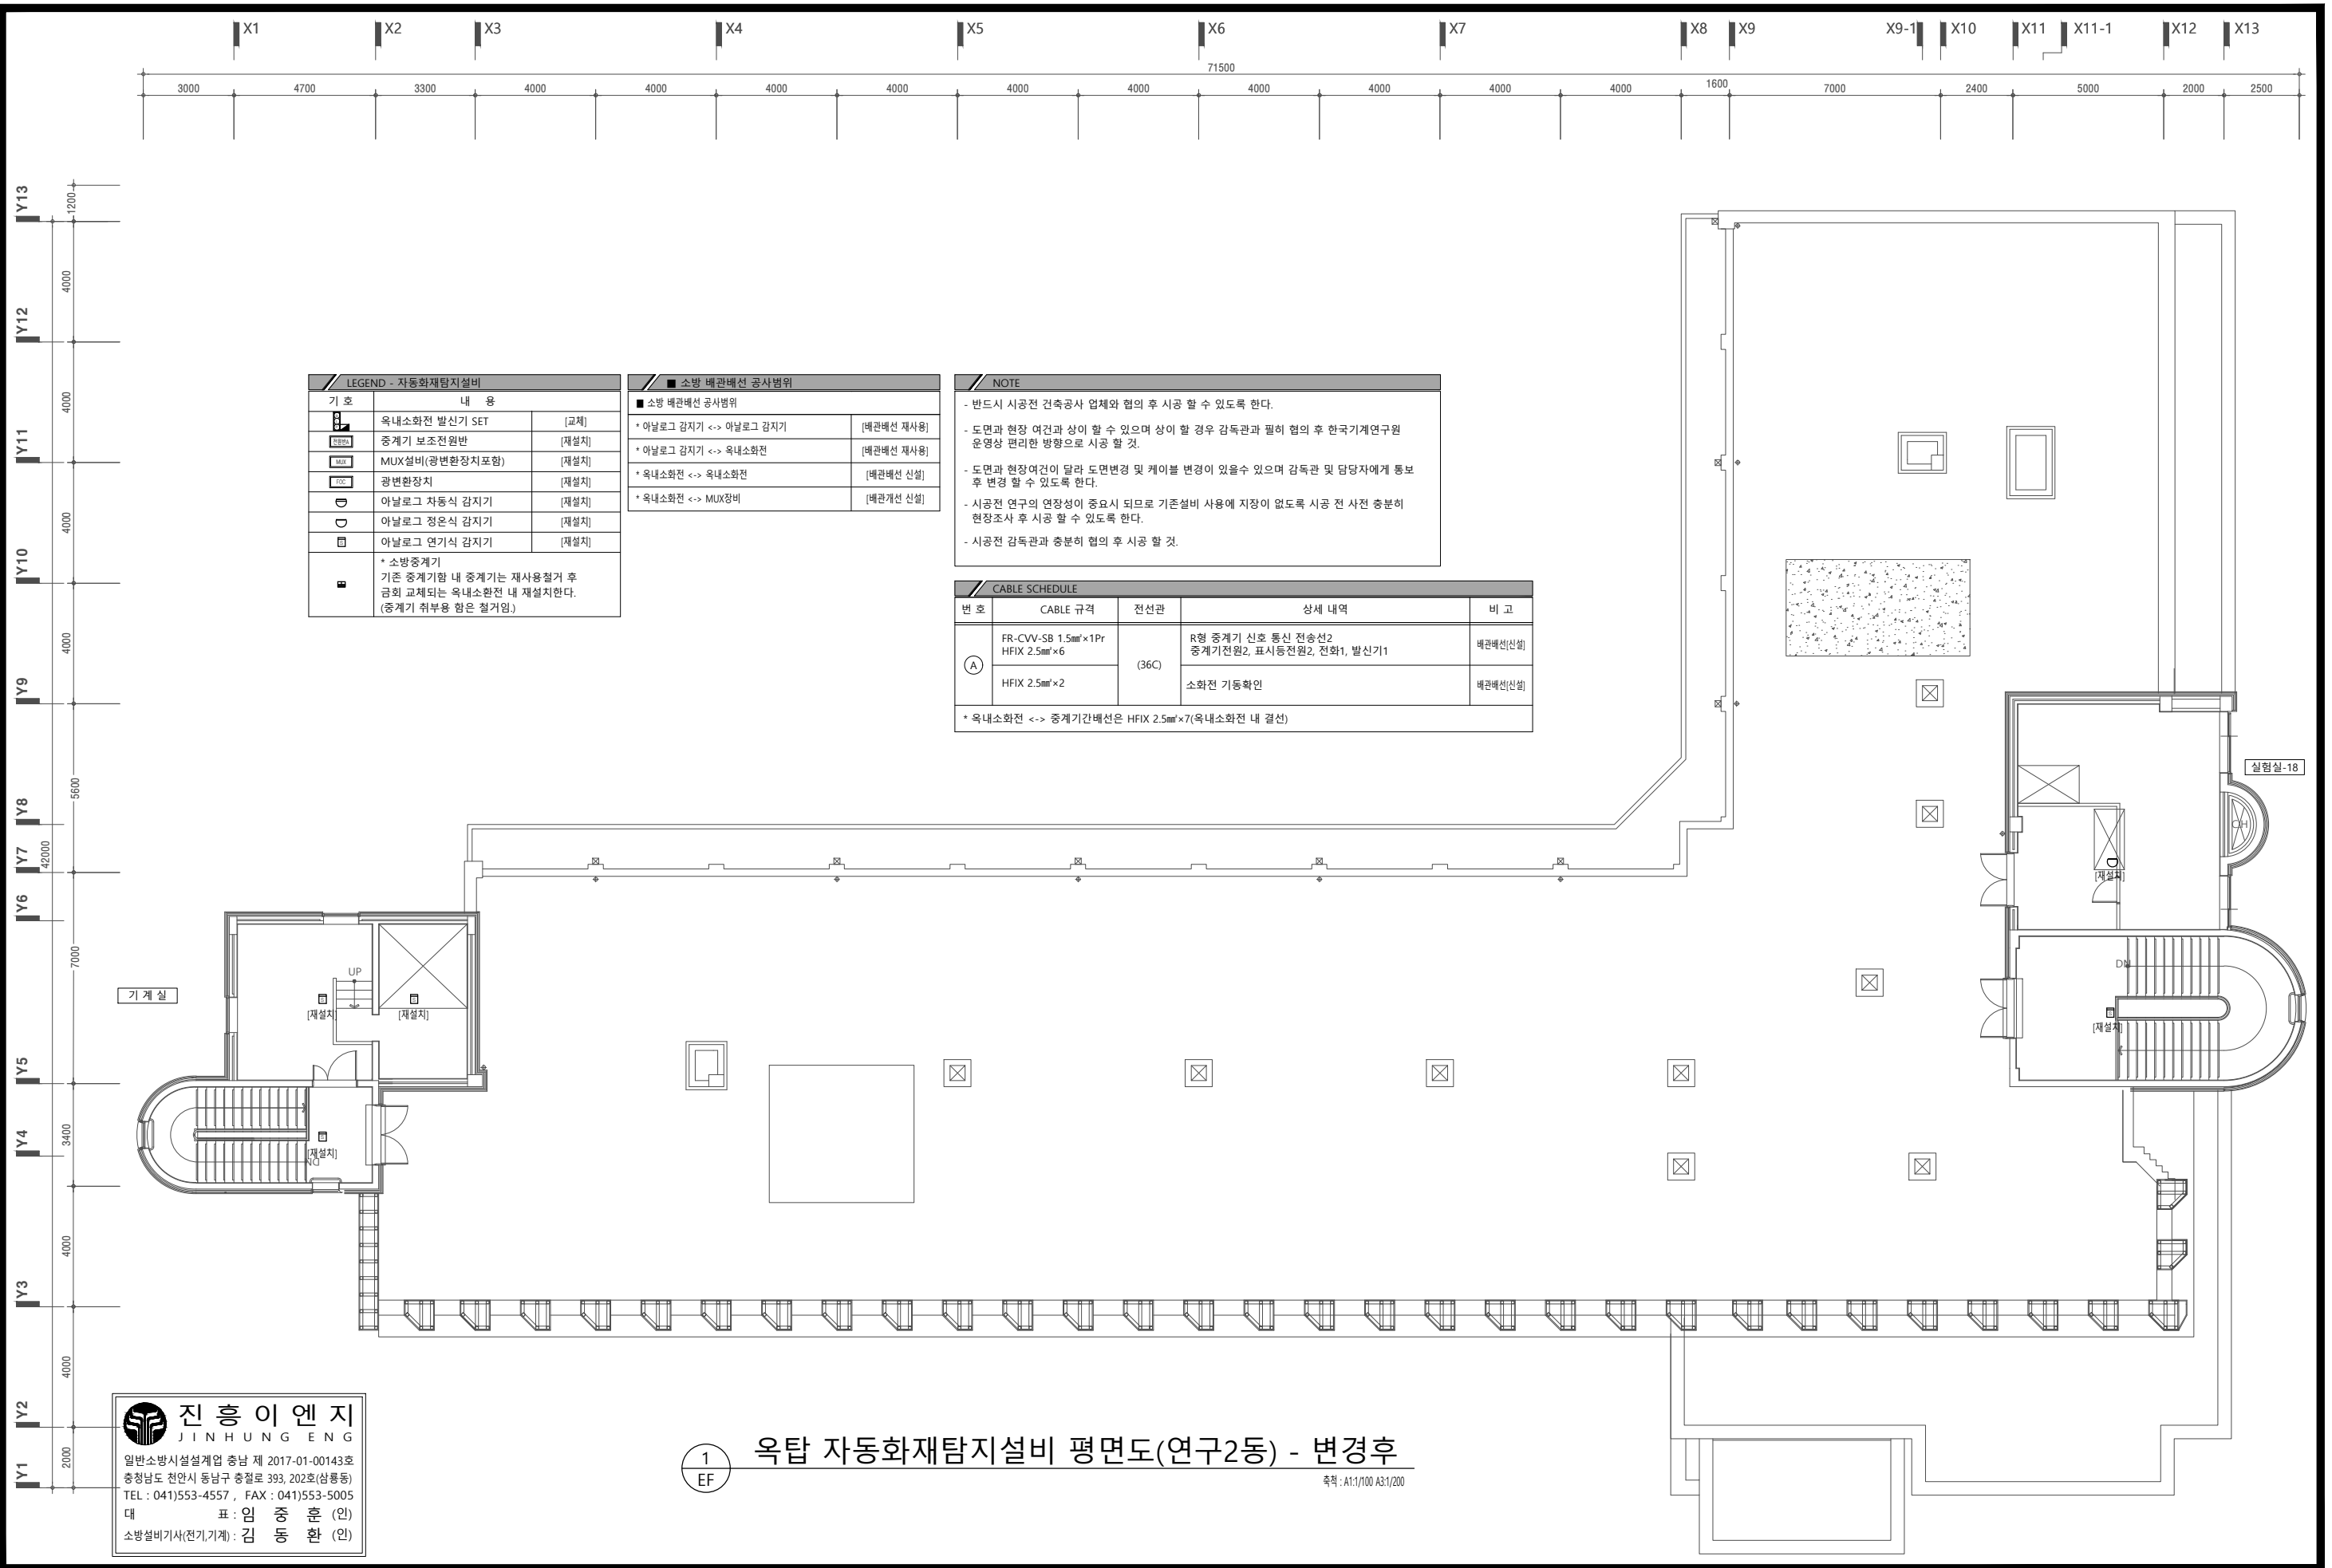 X1 X2 X3 X4 X5 X6 X7 X8 X9 X9-1 X10 X11 X11-1 X12 X13
71500
3000 4700 3300 4000 4000 4000 4000 4000 4000 4000 4000 4000 4000 1600 7000 2400 5000 2000 2500
Y13
1200
4000
Y12
4000
Y11
4000
Y10
4000
Y9
5600
Y8
42000
Y7
Y6
7000
Y5
3400
Y4
4000
Y3
4000
Y2
2000
Y1
LEGEND - 자동화재탐지설비
기 호 내 용
옥내소화전 발신기 SET [교체]
중계기 보조전원반 [재설치]
MUX MUX설비(광변환장치포함) [재설치]
FOC 광변환장치 [재설치]
아날로그 차동식 감지기 [재설치]
아날로그 정온식 감지기 [재설치]
아날로그 연기식 감지기 [재설치]
* 소방중계기
기존 중계기함 내 중계기는 재사용철거 후
금회 교체되는 옥내소환전 내 재설치한다.
(중계기 취부용 함은 철거임.)
■ 소방 배관배선 공사범위
■ 소방 배관배선 공사범위
* 아날로그 감지기 <-> 아날로그 감지기 [배관배선 재사용]
* 아날로그 감지기 <-> 옥내소화전 [배관배선 재사용]
* 옥내소화전 <-> 옥내소화전 [배관배선 신설]
* 옥내소화전 <-> MUX장비 [배관개선 신설]
NOTE
- 반드시 시공전 건축공사 업체와 협의 후 시공 할 수 있도록 한다.
- 도면과 현장 여건과 상이 할 수 있으며 상이 할 경우 감독관과 필히 협의 후 한국기계연구원
운영상 편리한 방향으로 시공 할 것.
- 도면과 현장여건이 달라 도면변경 및 케이블 변경이 있을수 있으며 감독관 및 담당자에게 통보
후 변경 할 수 있도록 한다.
- 시공전 연구의 연장성이 중요시 되므로 기존설비 사용에 지장이 없도록 시공 전 사전 충분히
현장조사 후 시공 할 수 있도록 한다.
- 시공전 감독관과 충분히 협의 후 시공 할 것.
CABLE SCHEDULE
번 호 CABLE 규격 전선관 상세 내역 비 고
A
FR-CVV-SB 1.5㎟×1Pr
HFIX 2.5㎟×6
(36C)
R형 중계기 신호 통신 전송선2
중계기전원2, 표시등전원2, 전화1, 발신기1
배관배선[신설]
HFIX 2.5㎟×2 소화전 기동확인 배관배선[신설]
* 옥내소화전 <-> 중계기간배선은 HFIX 2.5㎟×7(옥내소화전 내 결선)
실험실-18
[재설치]
DN
[재설치]
기 계 실
UP
[재설치]
[재설치]
[재설치]
DN
진 흥 이 엔 지
JINHUNG ENG
일반소방시설설계업 충남 제 2017-01-00143호
충청남도 천안시 동남구 충절로 393, 202호(삼룡동)
TEL : 041)553-4557 , FAX : 041)553-5005
대 표 : 임 중 훈 (인)
소방설비기사(전기,기계) : 김 동 환 (인)
1
EF
옥탑 자동화재탐지설비 평면도(연구2동) - 변경후
축척 : A1:1/100 A3:1/200